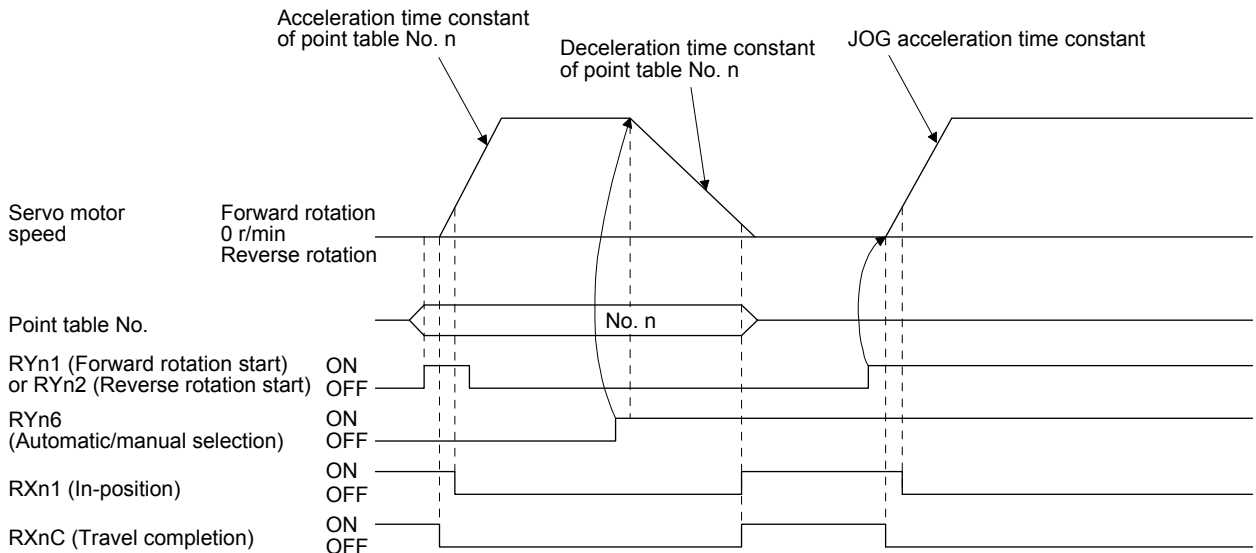 Acceleration time constant
of point table No. n
Deceleration time constant
of point table No. n
JOG acceleration time constant
Servo motor
speed
Forward rotation
0 r/min
Reverse rotation
Point table No.
No. n
RYn1 (Forward rotation start)
or RYn2 (Reverse rotation start)
ON
OFF
RYn6
(Automatic/manual selection)
ON
OFF
RXn1 (In-position)
ON
OFF
RXnC (Travel completion)
ON
OFF